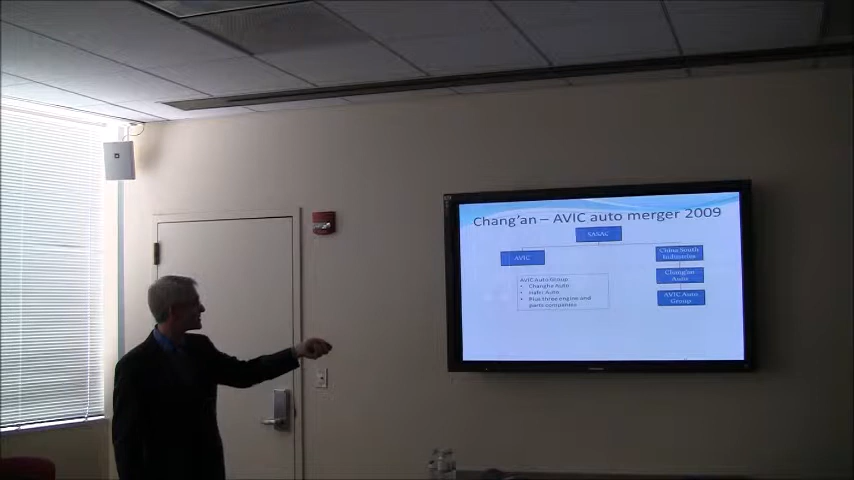 Chang'an – AVIC auto merger 2009
SASAC
AVIC
China South
Industries
AVIC Auto Group
• Changhe Auto
• Hafei Auto
• Plus three engine and
parts companies
Chang'an
Auto
AVIC Auto
Group